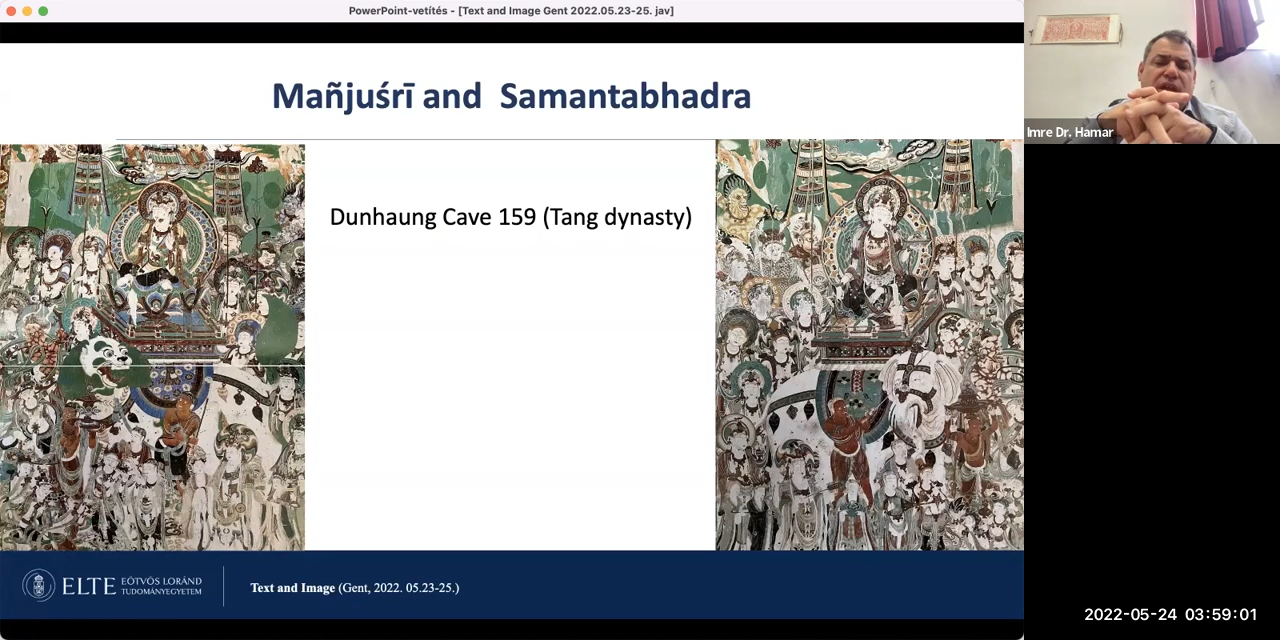 PowerPoint-vetítés - [Text and Image Gent 2022.05.23-25. jav]
Mañjuśrī and Samantabhadra
Imre Dr. Hamar
Dunhaung Cave 159 (Tang dynasty)
ELTE EÖTVÖS LORÁND
TUDOMÁNYEGYETEM
Text and Image (Gent, 2022. 05.23-25.)
2022-05-24 03:59:01